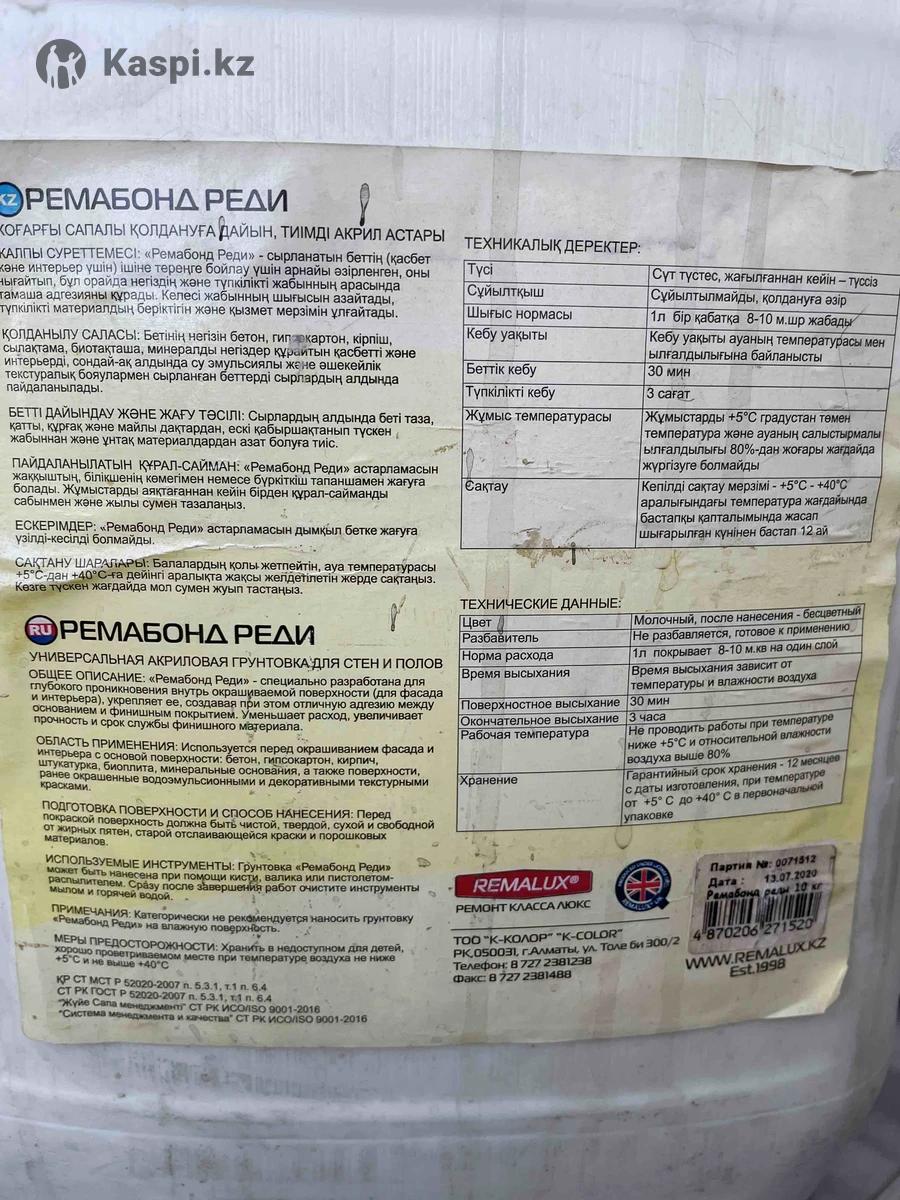 Kaspi.kz
KZ РЕМАБОНД РЕДИ
ЖОҒАРҒЫ САПАЛЫ ҚОЛДАНУҒА ДАЙЫН, ТИІМДІ АКРИЛ АСТАРЫ
ЖАЛПЫ СУРЕТТЕМЕСІ: «Ремабонд Реди» - сырланатын беттің (қасбет
және интерьер үшін) ішіне тереңге бойлау үшін арнайы әзірленген, оны
нығайтып, бұл орайда негіздің және түпкілікті жабынның арасында
тамаша адгезияны құрады. Келесі жабынның шығысын азайтады,
түпкілікті материалдың беріктігін және қызмет мерзімін ұлғайтады.
ҚОЛДАНЫЛУ САЛАСЫ: Бетінің негізін бетон, гипсокартон, кірпіш,
сылақтама, биотақташа, минералды негіздер құрайтын қасбетті және
интерьерді, сондай-ақ алдында су эмульсиялы және әшекейлік
текстуралық бояулармен сырланған беттерді сырлардың алдында
пайдаланылады.
БЕТТІ ДАЙЫНДАУ ЖӘНЕ ЖАҒУ ТӘСІЛІ: Сырлардың алдында беті таза,
қатты, құрғақ және майлы дақтардан, ескі қабыршақтанып түскен
жабыннан және ұнтақ материалдардан азат болуға тиіс.
ПАЙДАЛАНЫЛАТЫН ҚҰРАЛ-САЙМАН: «Ремабонд Реди» астарламасын
жаққыштың, білікшенің көмегімен немесе бүркіткіш тапаншамен жағуға
болады. Жұмыстарды аяқтағаннан кейін бірден құрал-сайманды
сабынмен және жылы сумен тазалаңыз.
ЕСКЕРІМДЕР: «Ремабонд Реди» астарламасын дымқыл бетке жағуға
үзілді-кесілді болмайды.
САҚТАНУ ШАРАЛАРЫ: Балалардың қолы жетпейтін, ауа температурасы
+5°С-дан +40°С-ға дейінгі аралықта жақсы желдетілетін жерде сақтаңыз.
Көзге түскен жағдайда мол сумен жуып тастаңыз.
ТЕХНИКАЛЫҚ ДЕРЕКТЕР:
Түсі Сүт түстес, жағылғаннан кейін – түссіз
Сұйылтқыш Сұйылтылмайды, қолдануға әзір
Шығыс нормасы 1л бір қабатқа 8-10 м.шр жабады
Кебу уақыты Кебу уақыты ауаның температурасы мен
ылғалдылығына байланысты
Беттік кебу 30 мин
Түпкілікті кебу 3 сағат
Жұмыс температурасы Жұмыстарды +5°С градустан төмен
температура және ауаның салыстырмалы
ылғалдылығы 80%-дан жоғары жағдайда
жүргізуге болмайды
Сақтау Кепілді сақтау мерзімі - +5°С - +40°С
аралығындағы температура жағдайында
бастапқы қапталымында жасап
шығарылған күнінен бастап 12 ай
RU РЕМАБОНД РЕДИ
УНИВЕРСАЛЬНАЯ АКРИЛОВАЯ ГРУНТОВКА ДЛЯ СТЕН И ПОЛОВ
ОБЩЕЕ ОПИСАНИЕ: «Ремабонд Реди» - специально разработана для
глубокого проникновения внутрь окрашиваемой поверхности (для фасада
и интерьера), укрепляет ее, создавая при этом отличную адгезию между
основанием и финишным покрытием. Уменьшает расход, увеличивает
прочность и срок службы финишного материала.
ОБЛАСТЬ ПРИМЕНЕНИЯ: Используется перед окрашиванием фасада и
интерьера с основой поверхности: бетон, гипсокартон, кирпич,
штукатурка, биоплита, минеральные основания, а также поверхности,
ранее окрашенные водоэмульсионными и декоративными текстурными
красками.
ПОДГОТОВКА ПОВЕРХНОСТИ И СПОСОБ НАНЕСЕНИЯ: Перед
покраской поверхность должна быть чистой, твердой, сухой и свободной
от жирных пятен, старой отслаивающейся краски и порошковых
материалов.
ИСПОЛЬЗУЕМЫЕ ИНСТРУМЕНТЫ: Грунтовка «Ремабонд Реди»
может быть нанесена при помощи кисти, валика или пистолетом-
распылителем. Сразу после завершения работ очистите инструменты
мылом и горячей водой.
ПРИМЕЧАНИЯ: Категорически не рекомендуется наносить грунтовку
«Ремабонд Реди» на влажную поверхность.
МЕРЫ ПРЕДОСТОРОЖНОСТИ: Хранить в недоступном для детей,
хорошо проветриваемом месте при температуре воздуха не ниже
+5°С и не выше +40°С
ҚР СТ МСТ Р 52020-2007 п. 5.3.1, т.1 п. 6.4
СТ РК ГОСТ Р 52020-2007 п. 5.3.1, т.1 п. 6.4
"Жүйе Сапа менеджменті" СТ РК ИСО/ISO 9001-2016
"Система менеджмента и качества" СТ РК ИСО/ISO 9001-2016
ТЕХНИЧЕСКИЕ ДАННЫЕ:
Цвет Молочный, после нанесения - бесцветный
Разбавитель Не разбавляется, готовое к применению
Норма расхода 1л покрывает 8-10 м.кв на один слой
Время высыхания Время высыхания зависит от
температуры и влажности воздуха
Поверхностное высыхание 30 мин
Окончательное высыхание 3 часа
Рабочая температура Не проводить работы при температуре
ниже +5°С и относительной влажности
воздуха выше 80%
Хранение Гарантийный срок хранения - 12 месяцев
с даты изготовления, при температуре
от +5° С до +40° С в первоначальной
упаковке
REMALUX®
РЕМОНТ КЛАССА ЛЮКС
ТОО "К-КОЛОР" "K-COLOR"
РК,050031, г.Алматы, ул. Толе би 300/2
Телефон: 8 727 2381238
Факс: 8 727 2381488
Партия №: 0071512
Дата : 13.07.2020
Ремабонд реди 10 кг
4 870206 271520
WWW.REMALUX.KZ
Est.1998